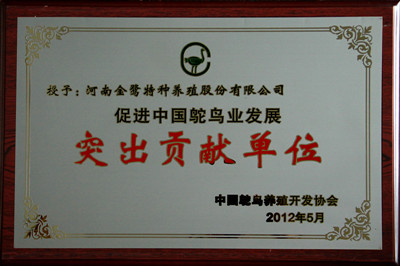 授予：河南金鹭特种养殖股份有限公司
促进中国鸵鸟业发展
突出贡献单位
中国鸵鸟养殖开发协会
2012年5月